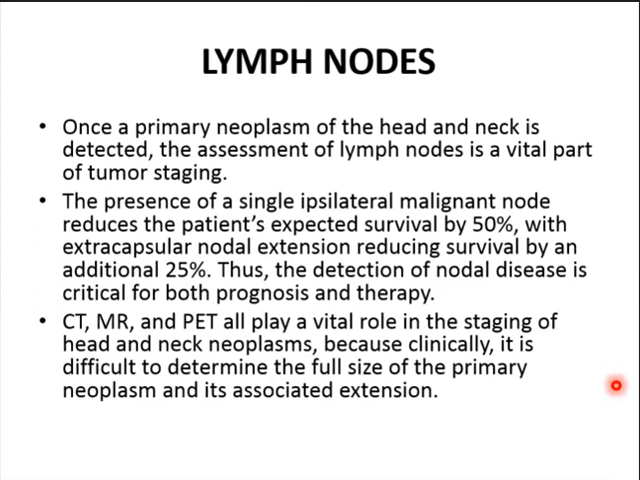 LYMPH NODES
• Once a primary neoplasm of the head and neck is
detected, the assessment of lymph nodes is a vital part
of tumor staging.
• The presence of a single ipsilateral malignant node
reduces the patient’s expected survival by 50%, with
extracapsular nodal extension reducing survival by an
additional 25%. Thus, the detection of nodal disease is
critical for both prognosis and therapy.
• CT, MR, and PET all play a vital role in the staging of
head and neck neoplasms, because clinically, it is
difficult to determine the full size of the primary
neoplasm and its associated extension.